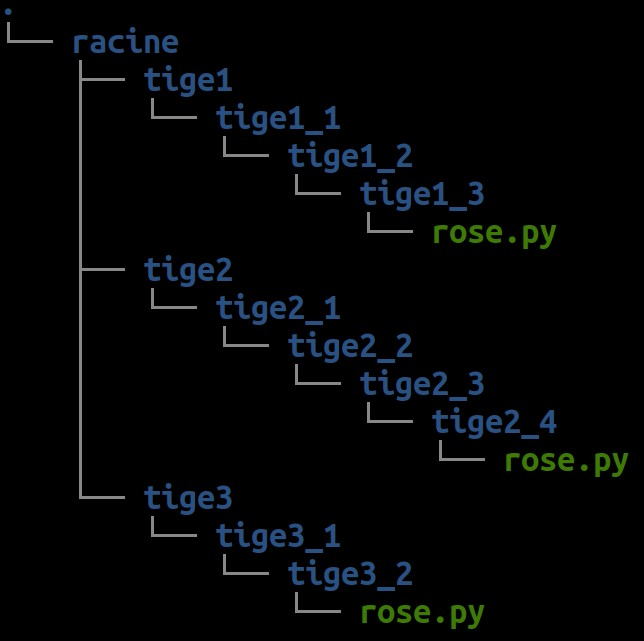 .
racine
tige1
tige1_1
tige1_2
tige1_3
rose.py
tige2
tige2_1
tige2_2
tige2_3
tige2_4
rose.py
tige3
tige3_1
tige3_2
rose.py